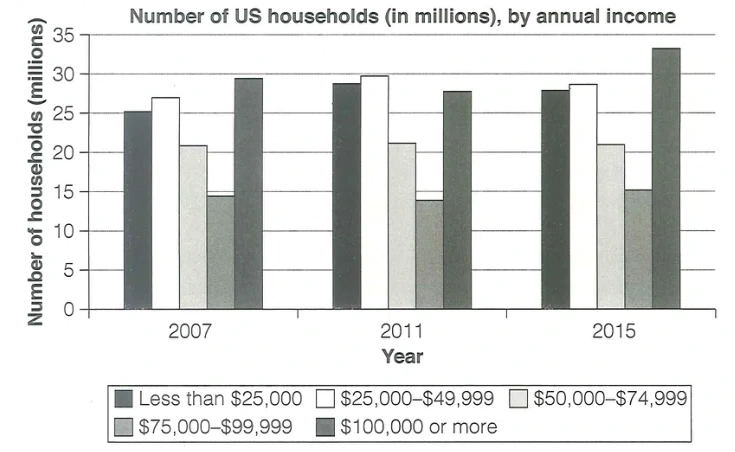 Number of US households (in millions), by annual income
Number of households (millions)
35
30
25
20
15
10
5
0
2007 2011 2015
Year
Less than $25,000 $25,000–$49,999 $50,000–$74,999
$75,000–$99,999 $100,000 or more